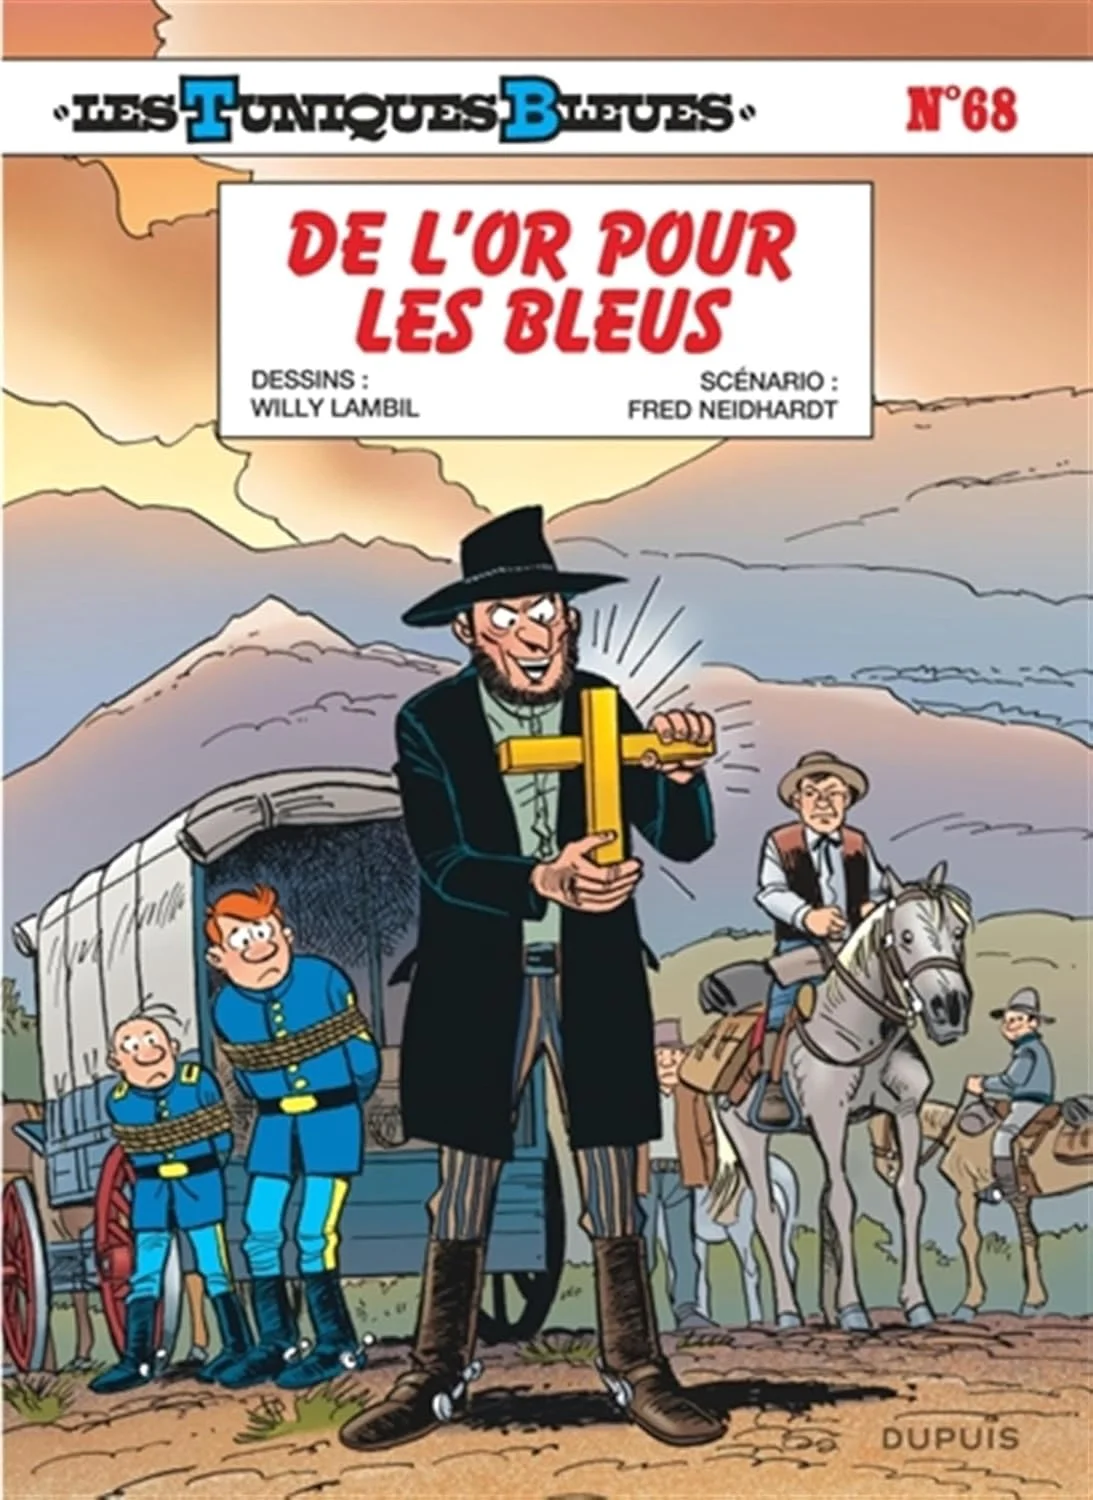 LES TUNIQUES BLEUES
N°68
DE L'OR POUR
LES BLEUS
DESSINS :
WILLY LAMBIL
SCÉNARIO :
FRED NEIDHARDT
DUPUIS